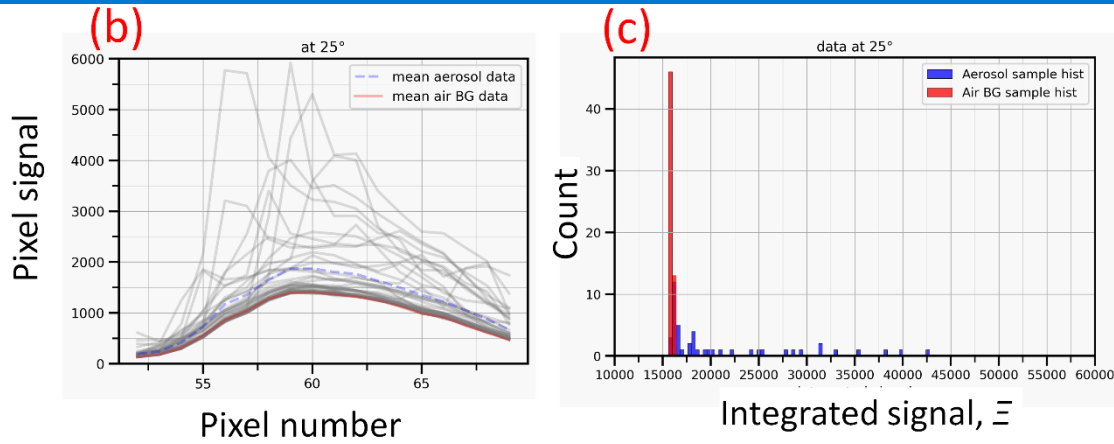 (b)
at 25°
6000
5000
4000
3000
2000
1000
0
55
60
65
mean aerosol data
mean air BG data
Pixel signal
Pixel number
(c)
data at 25°
Aerosol sample hist
Air BG sample hist
40
30
20
10
0
10000 15000 20000 25000 30000 35000 40000 45000 50000 55000 60000
Count
Integrated signal, Ξ